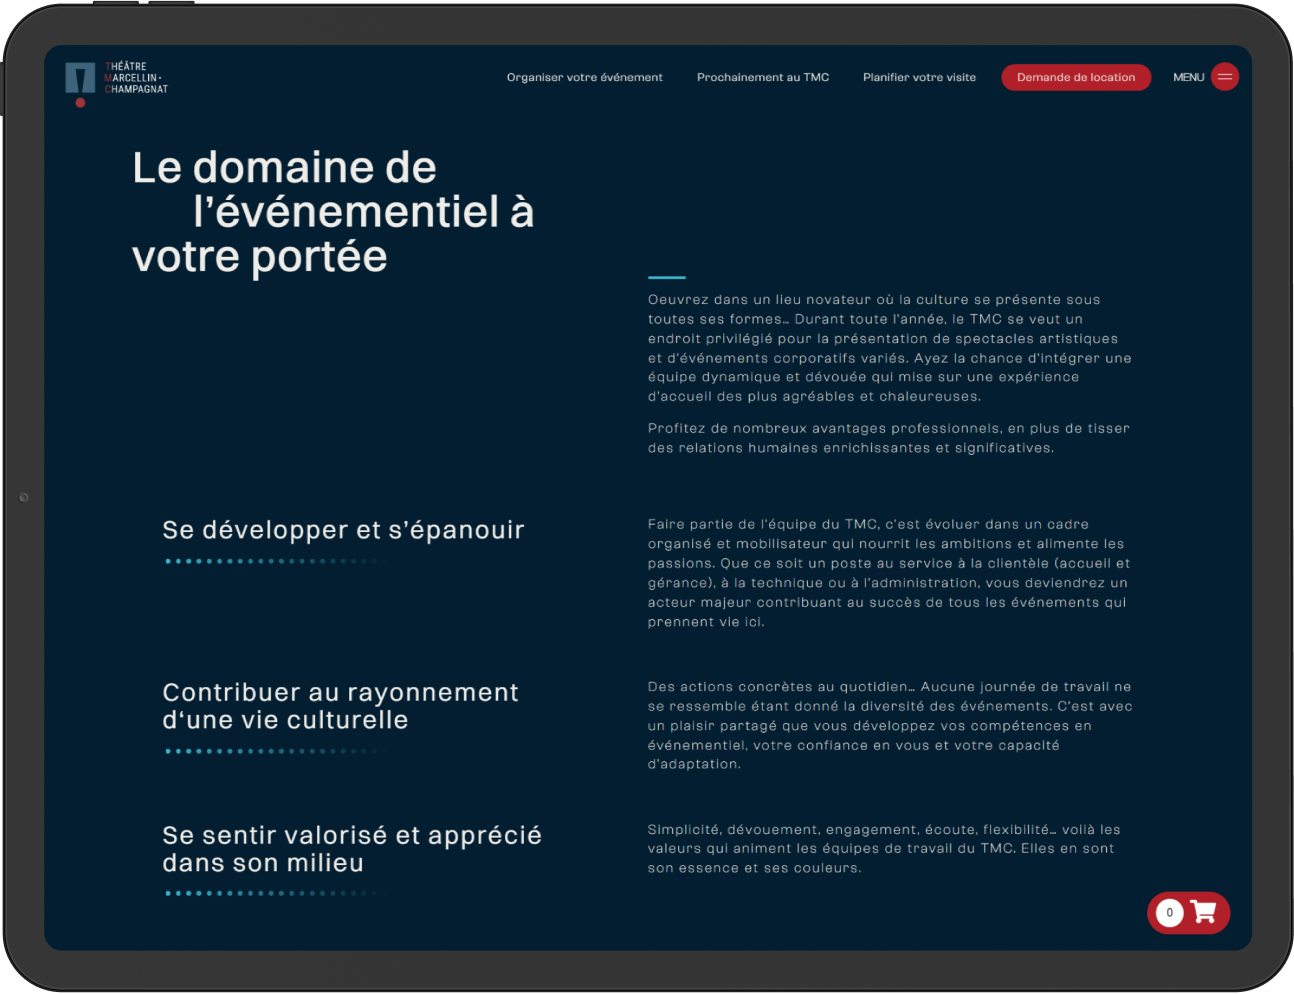 THÉÂTRE
MARCELLIN-
CHAMPAGNAT
Organiser votre événement
Prochainement au TMC
Planifier votre visite
Demande de location
MENU
Le domaine de
l’événementiel à
votre portée
Oeuvrez dans un lieu novateur où la culture se présente sous
toutes ses formes… Durant toute l'année, le TMC se veut un
endroit privilégié pour la présentation de spectacles artistiques
et d'événements corporatifs variés. Ayez la chance d'intégrer une
équipe dynamique et dévouée qui mise sur une expérience
d'accueil des plus agréables et chaleureuses.
Profitez de nombreux avantages professionnels, en plus de tisser
des relations humaines enrichissantes et significatives.
Se développer et s’épanouir
Faire partie de l'équipe du TMC, c'est évoluer dans un cadre
organisé et mobilisateur qui nourrit les ambitions et alimente les
passions. Que ce soit un poste au service à la clientèle (accueil et
gérance), à la technique ou à l'administration, vous deviendrez un
acteur majeur contribuant au succès de tous les événements qui
prennent vie ici.
Contribuer au rayonnement
d‘une vie culturelle
Des actions concrètes au quotidien… Aucune journée de travail ne
se ressemble étant donné la diversité des événements. C'est avec
un plaisir partagé que vous développez vos compétences en
événementiel, votre confiance en vous et votre capacité
d'adaptation.
Se sentir valorisé et apprécié
dans son milieu
Simplicité, dévouement, engagement, écoute, flexibilité… voilà les
valeurs qui animent les équipes de travail du TMC. Elles en sont
son essence et ses couleurs.
0